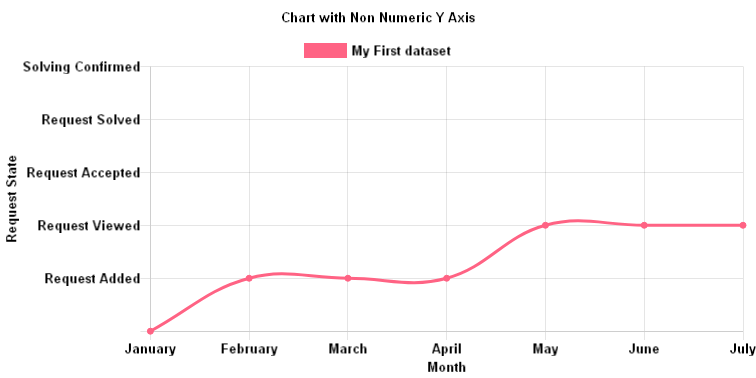 Chart with Non Numeric Y Axis
My First dataset
Solving Confirmed
Request Solved
Request Accepted
Request Viewed
Request Added
Request State
January February March April May June July
Month